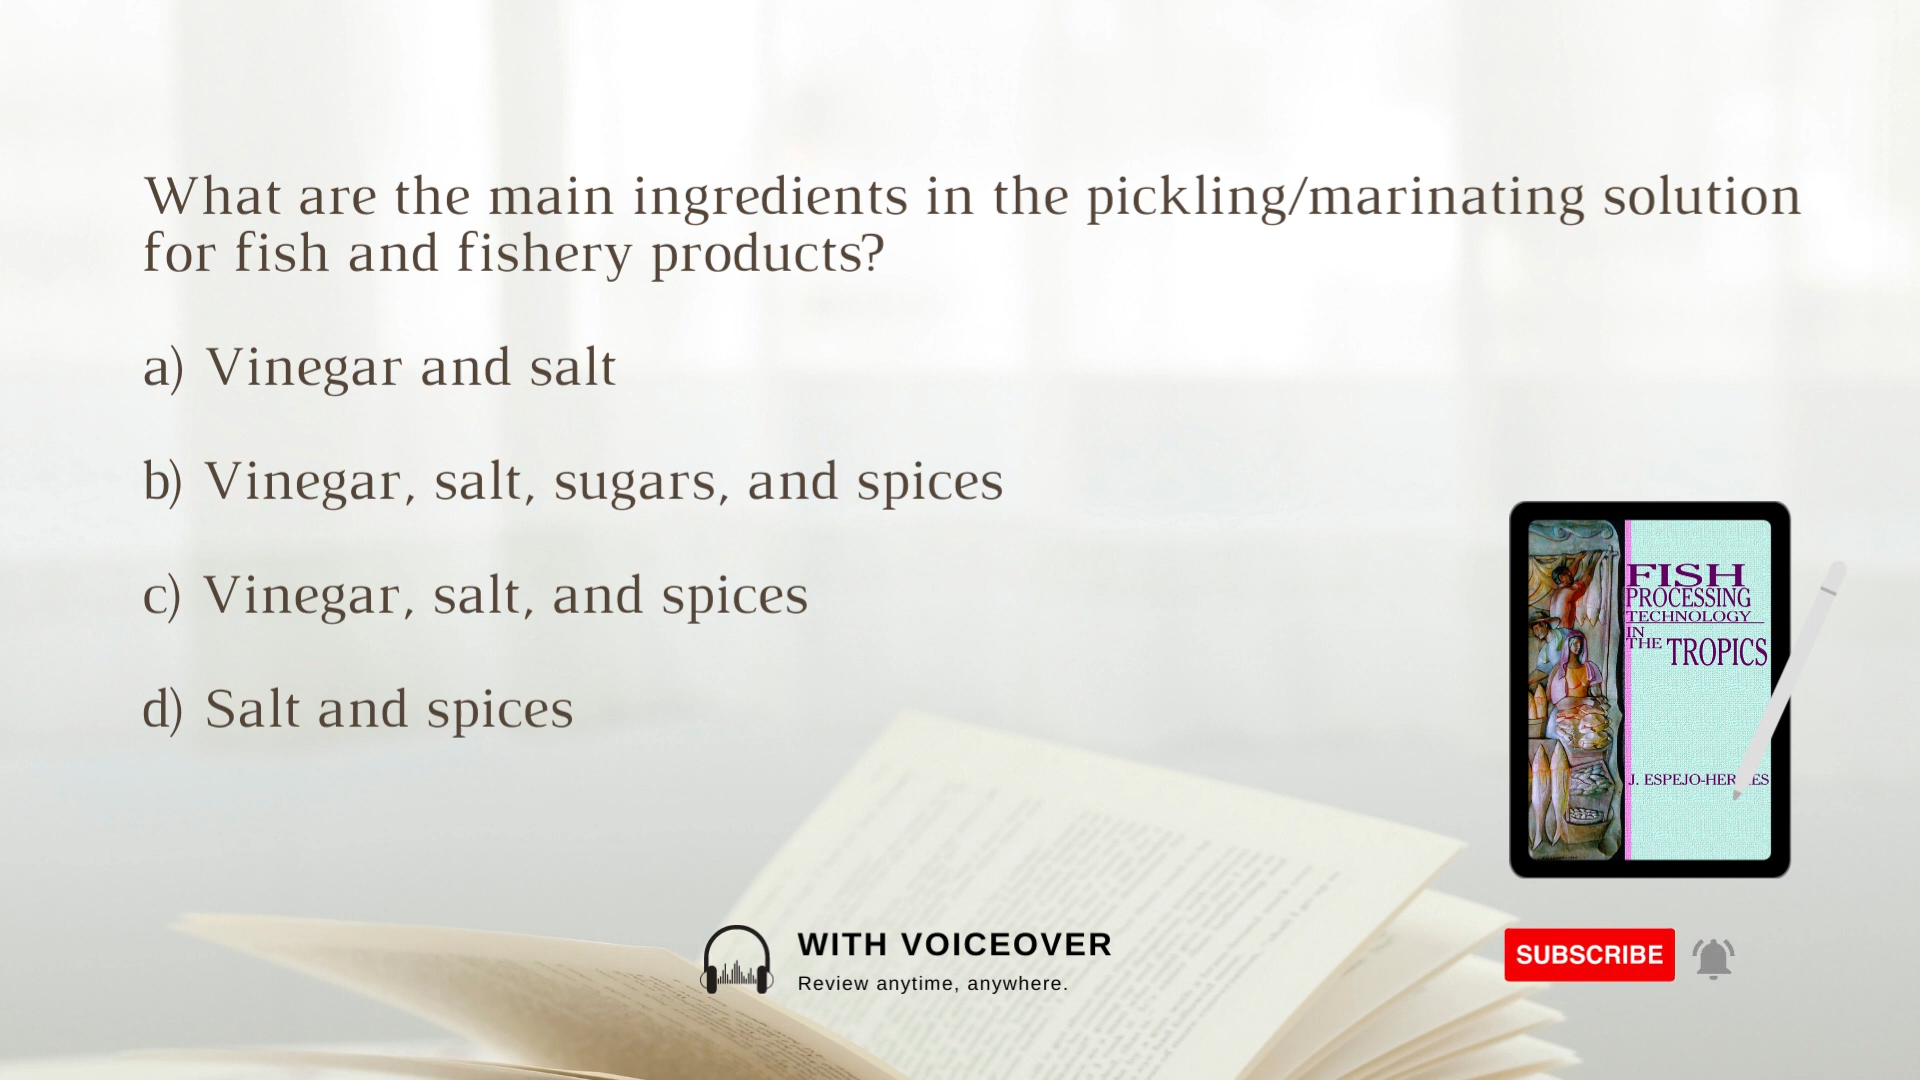 What are the main ingredients in the pickling/marinating solution
for fish and fishery products?
a) Vinegar and salt
b) Vinegar, salt, sugars, and spices
c) Vinegar, salt, and spices
d) Salt and spices
FISH
PROCESSING
TECHNOLOGY
IN
THE TROPICS
WITH VOICEOVER
Review anytime, anywhere.
SUBSCRIBE